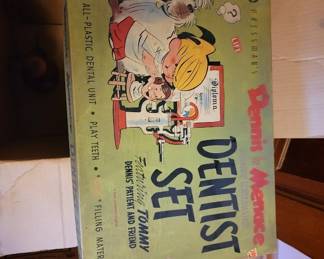 PRESSMAN'S
Dennis the Menace
DENTIST
SET
featuring TOMMY
DENNIS' PATIENT AND FRIEND
Diploma
?
ALL-PLASTIC DENTAL UNIT • PLAY TEETH •
FILLING MATER